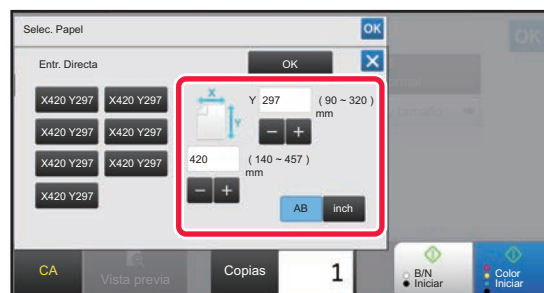 Selec. Papel
OK
OK
Entr. Directa
OK
X420 Y297
X420 Y297
X420 Y297
X420 Y297
X420 Y297
X420 Y297
X420 Y297
X
Y
Y 297 ( 90 ~ 320 )
mm
− +
420 ( 140 ~ 457 )
mm
− +
AB inch
CA
Vista previa
Copias 1
B/N
Iniciar
Color
Iniciar